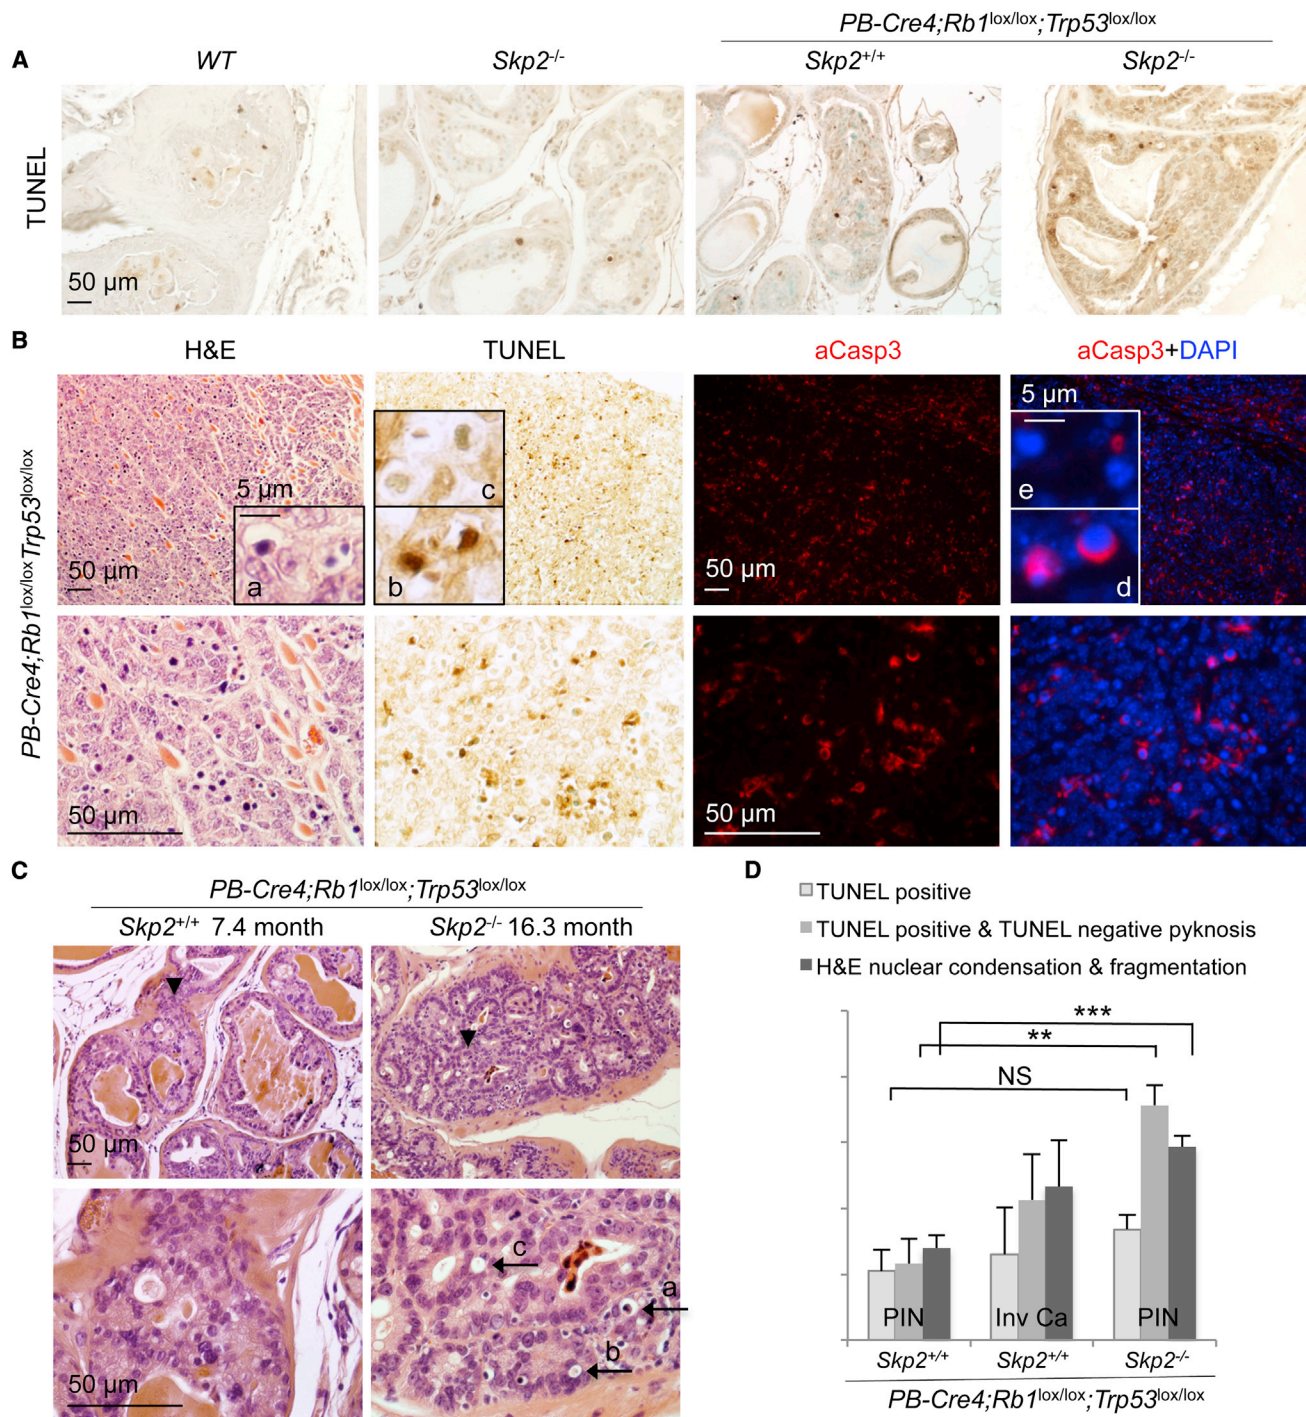 PB-Cre4;Rb1lox/lox;Trp53lox/lox
A WT Skp2-/- Skp2+/+ Skp2-/-
TUNEL
50 µm
B H&E TUNEL aCasp3 aCasp3+DAPI
PB-Cre4;Rb1lox/loxTrp53lox/lox
5 µm
a
50 µm
c
b
50 µm
5 µm
e
d
50 µm
50 µm
C
PB-Cre4;Rb1lox/lox;Trp53lox/lox
Skp2+/+ 7.4 month Skp2-/- 16.3 month
50 µm
c
a
b
50 µm
D
TUNEL positive
TUNEL positive & TUNEL negative pyknosis
H&E nuclear condensation & fragmentation
***
**
NS
PIN Inv Ca PIN
Skp2+/+ Skp2+/+ Skp2-/-
PB-Cre4;Rb1lox/lox;Trp53lox/lox